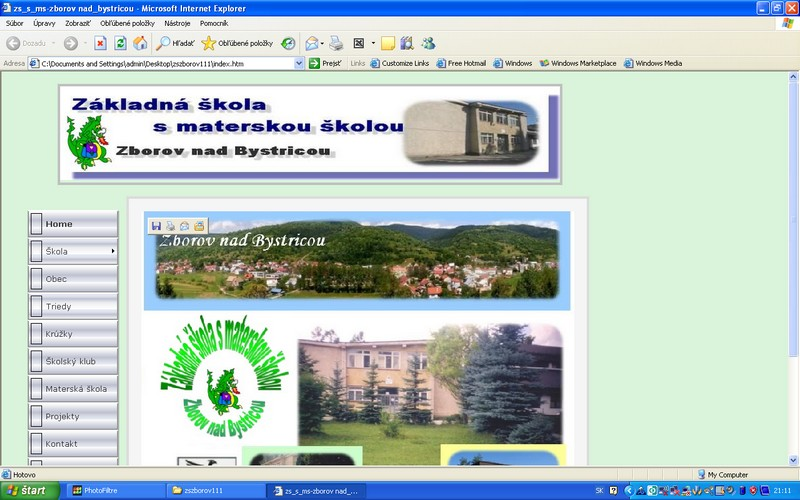 zs_s_ms-zborov nad_bystricou - Microsoft Internet Explorer
Súbor Úpravy Zobraziť Obľúbené položky Nástroje Pomocník
Dozadu Hľadať Obľúbené položky
Adresa C:\Documents and Settings\admin\Desktop\zszborov111\index.htm Prejsť Links Customize Links Free Hotmail Windows Windows Marketplace Windows Media
Základná škola
s materskou školou
Zborov nad Bystricou
Zborov nad Bystricou
Home
Škola
Obec
Triedy
Krúžky
Školský klub
Materská škola
Projekty
Kontakt
Základná škola s materskou školou
Zborov nad Bystricou
Hotovo My Computer
štart PhotoFiltre zszborov111 zs_s_ms-zborov nad_... SK 21:11